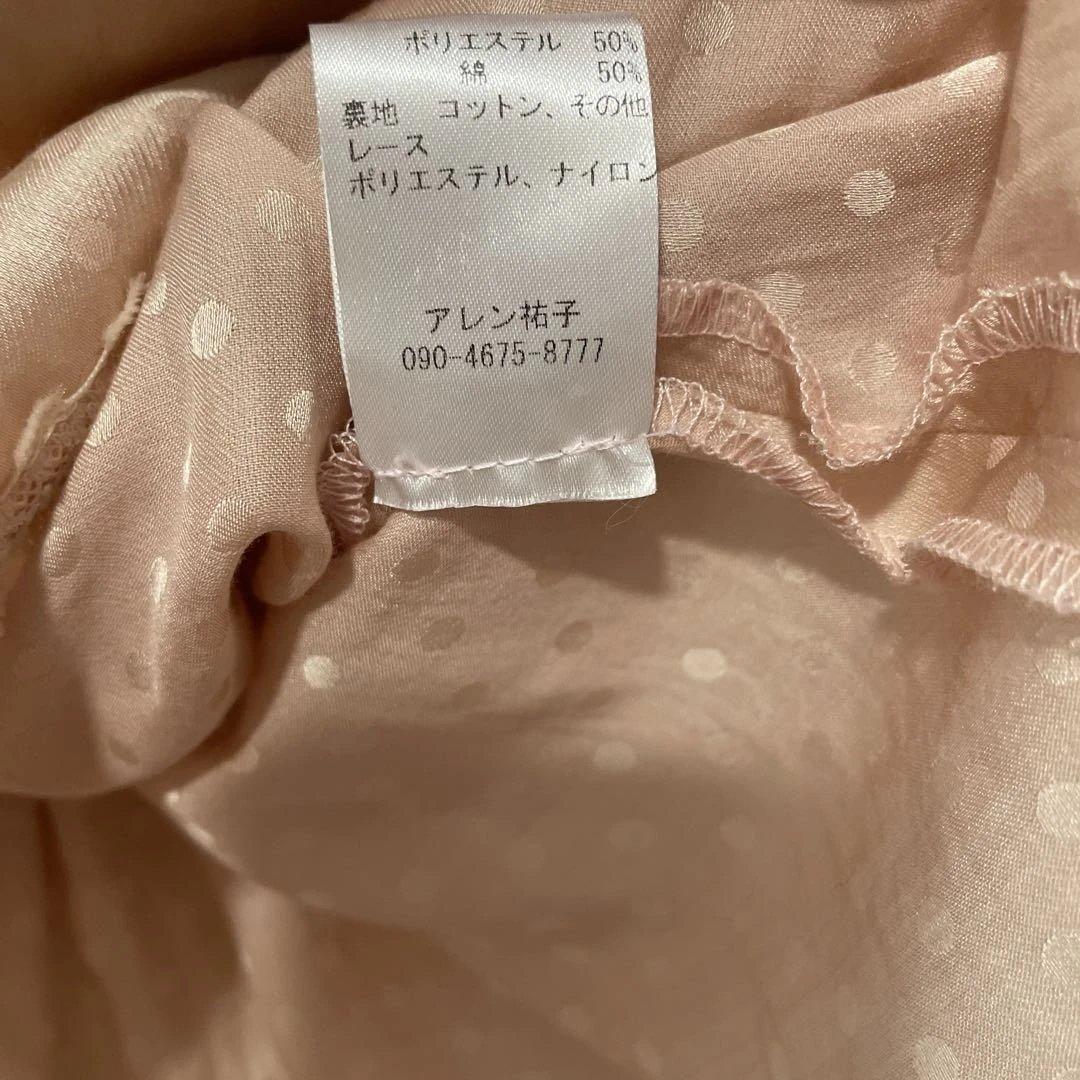 ポリエステル 50%
綿 50%
裏地 コットン、その他
レース
ポリエステル、ナイロン
アレン祐子
090-4675-8777